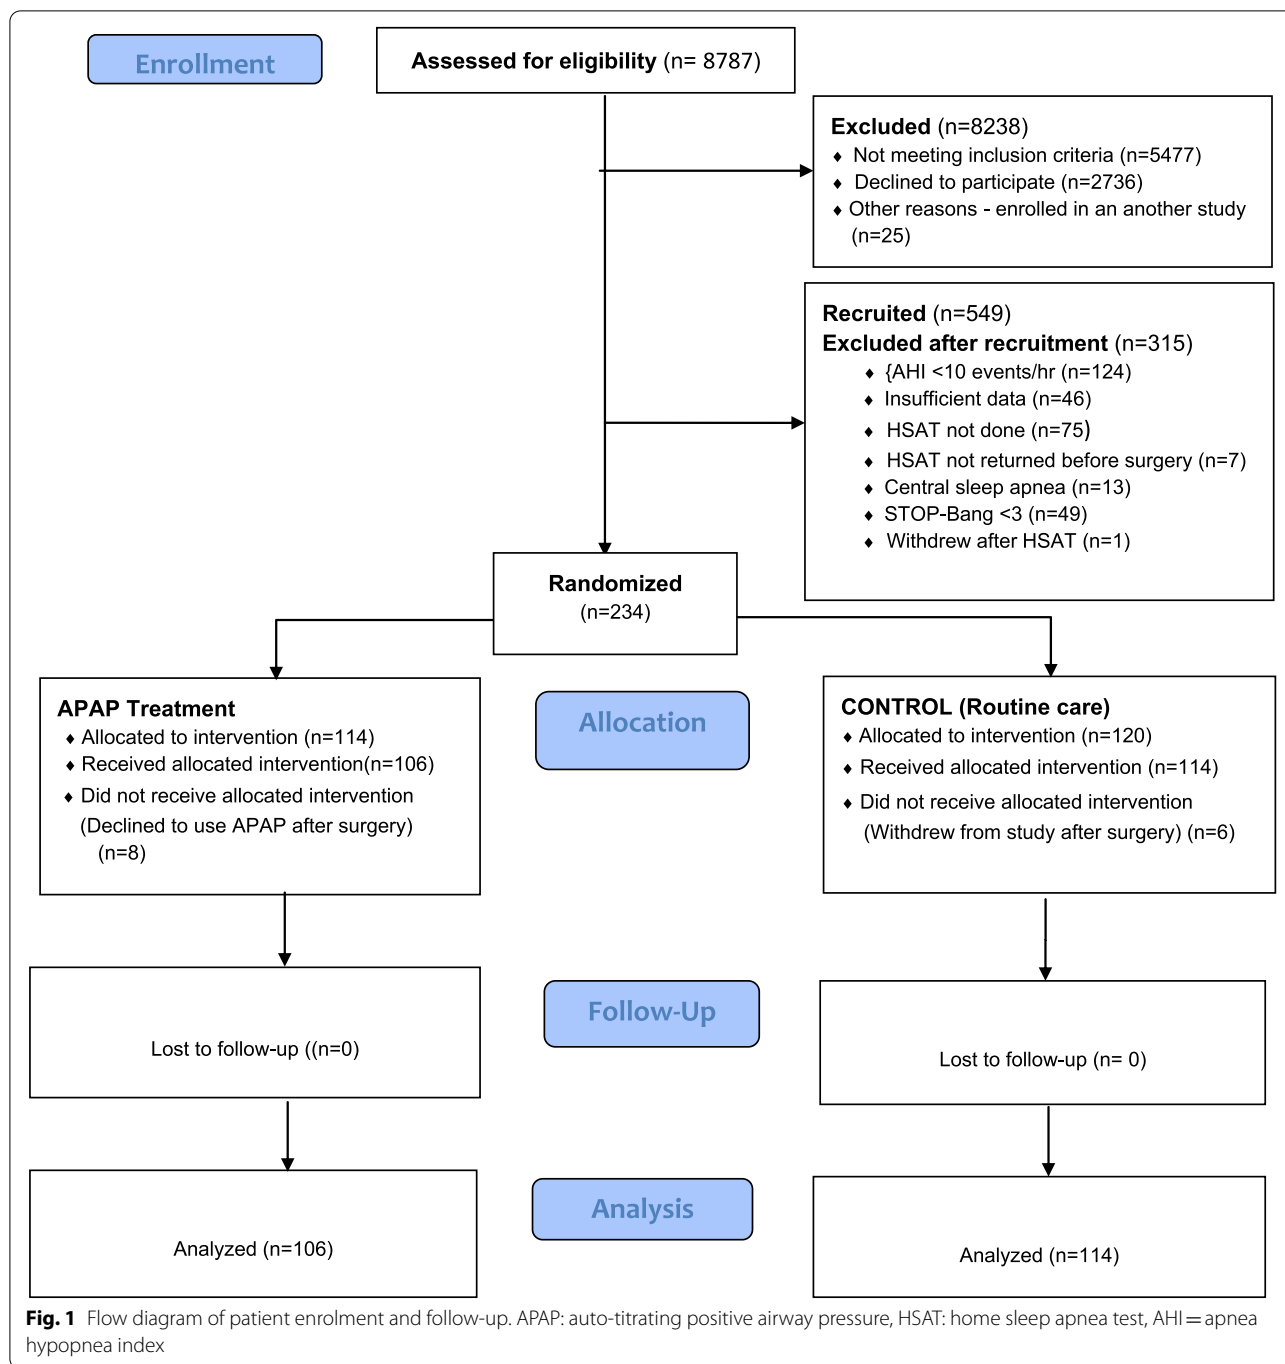 Enrollment
Assessed for eligibility (n= 8787)
Excluded (n=8238)
♦ Not meeting inclusion criteria (n=5477)
♦ Declined to participate (n=2736)
♦ Other reasons - enrolled in an another study
(n=25)
Recruited (n=549)
Excluded after recruitment (n=315)
♦ {AHI <10 events/hr (n=124)
♦ Insufficient data (n=46)
♦ HSAT not done (n=75)
♦ HSAT not returned before surgery (n=7)
♦ Central sleep apnea (n=13)
♦ STOP-Bang <3 (n=49)
♦ Withdrew after HSAT (n=1)
Randomized
(n=234)
APAP Treatment
♦ Allocated to intervention (n=114)
♦ Received allocated intervention(n=106)
♦ Did not receive allocated intervention
(Declined to use APAP after surgery)
(n=8)
Allocation
CONTROL (Routine care)
♦ Allocated to intervention (n=120)
♦ Received allocated intervention (n=114)
♦ Did not receive allocated intervention
(Withdrew from study after surgery) (n=6)
Lost to follow-up ((n=0)
Follow-Up
Lost to follow-up (n= 0)
Analyzed (n=106)
Analysis
Analyzed (n=114)
Fig. 1 Flow diagram of patient enrolment and follow-up. APAP: auto-titrating positive airway pressure, HSAT: home sleep apnea test, AHI = apnea
hypopnea index